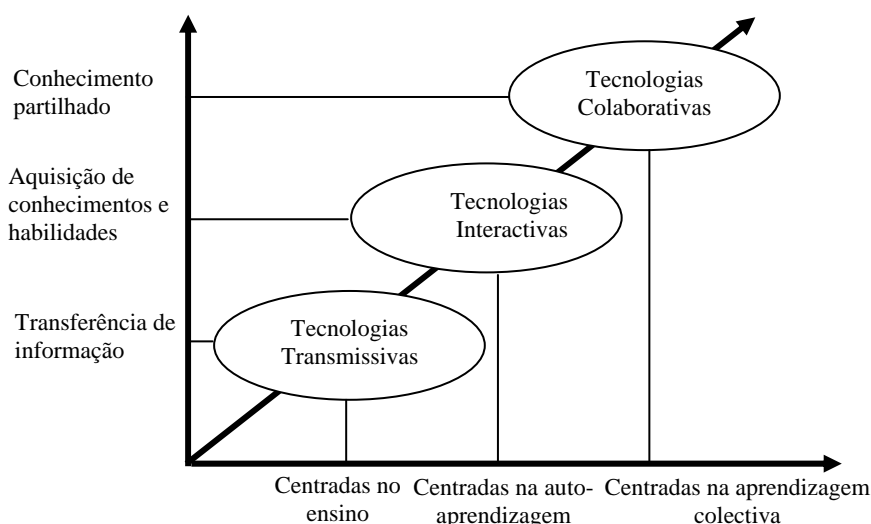 Conhecimento
partilhado
Tecnologias
Colaborativas
Aquisição de
conhecimentos e
habilidades
Tecnologias
Interactivas
Transferência de
informação
Tecnologias
Transmissivas
Centradas no
ensino
Centradas na auto-
aprendizagem
Centradas na aprendizagem
colectiva